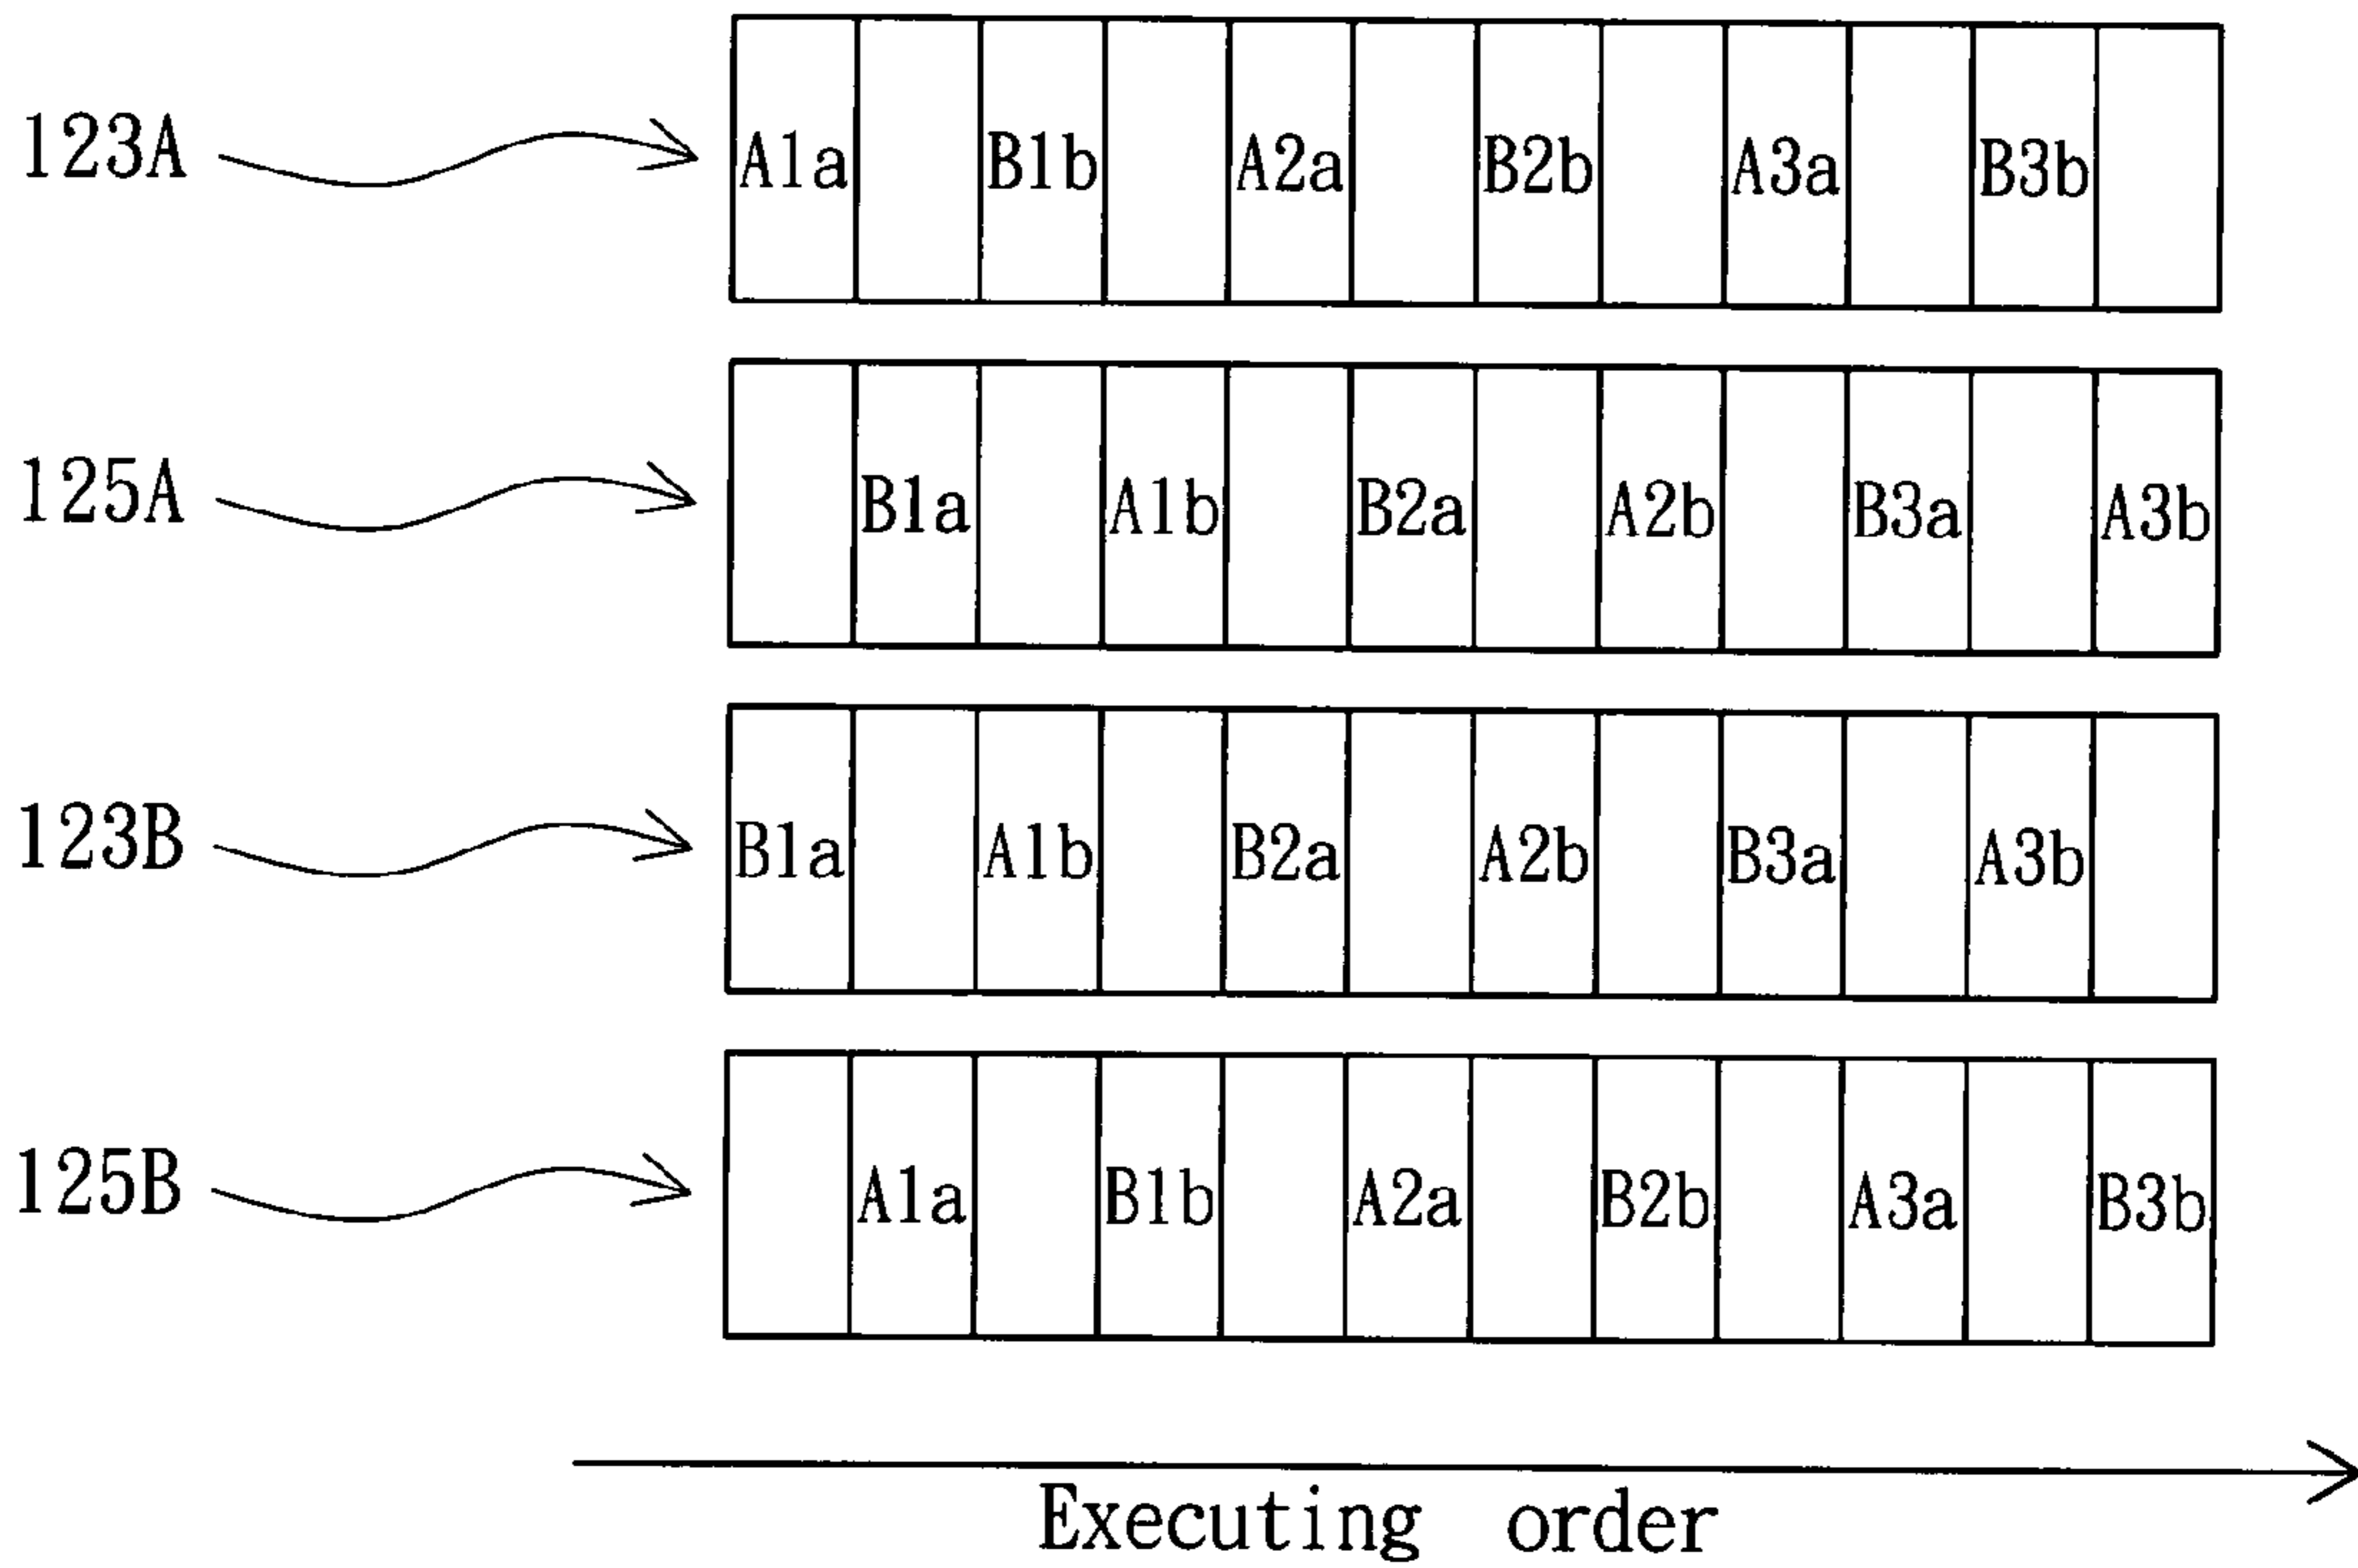 123A A1a B1b A2a B2b A3a B3b
125A B1a A1b B2a A2b B3a A3b
123B B1a A1b B2a A2b B3a A3b
125B A1a B1b A2a B2b A3a B3b
Executing order